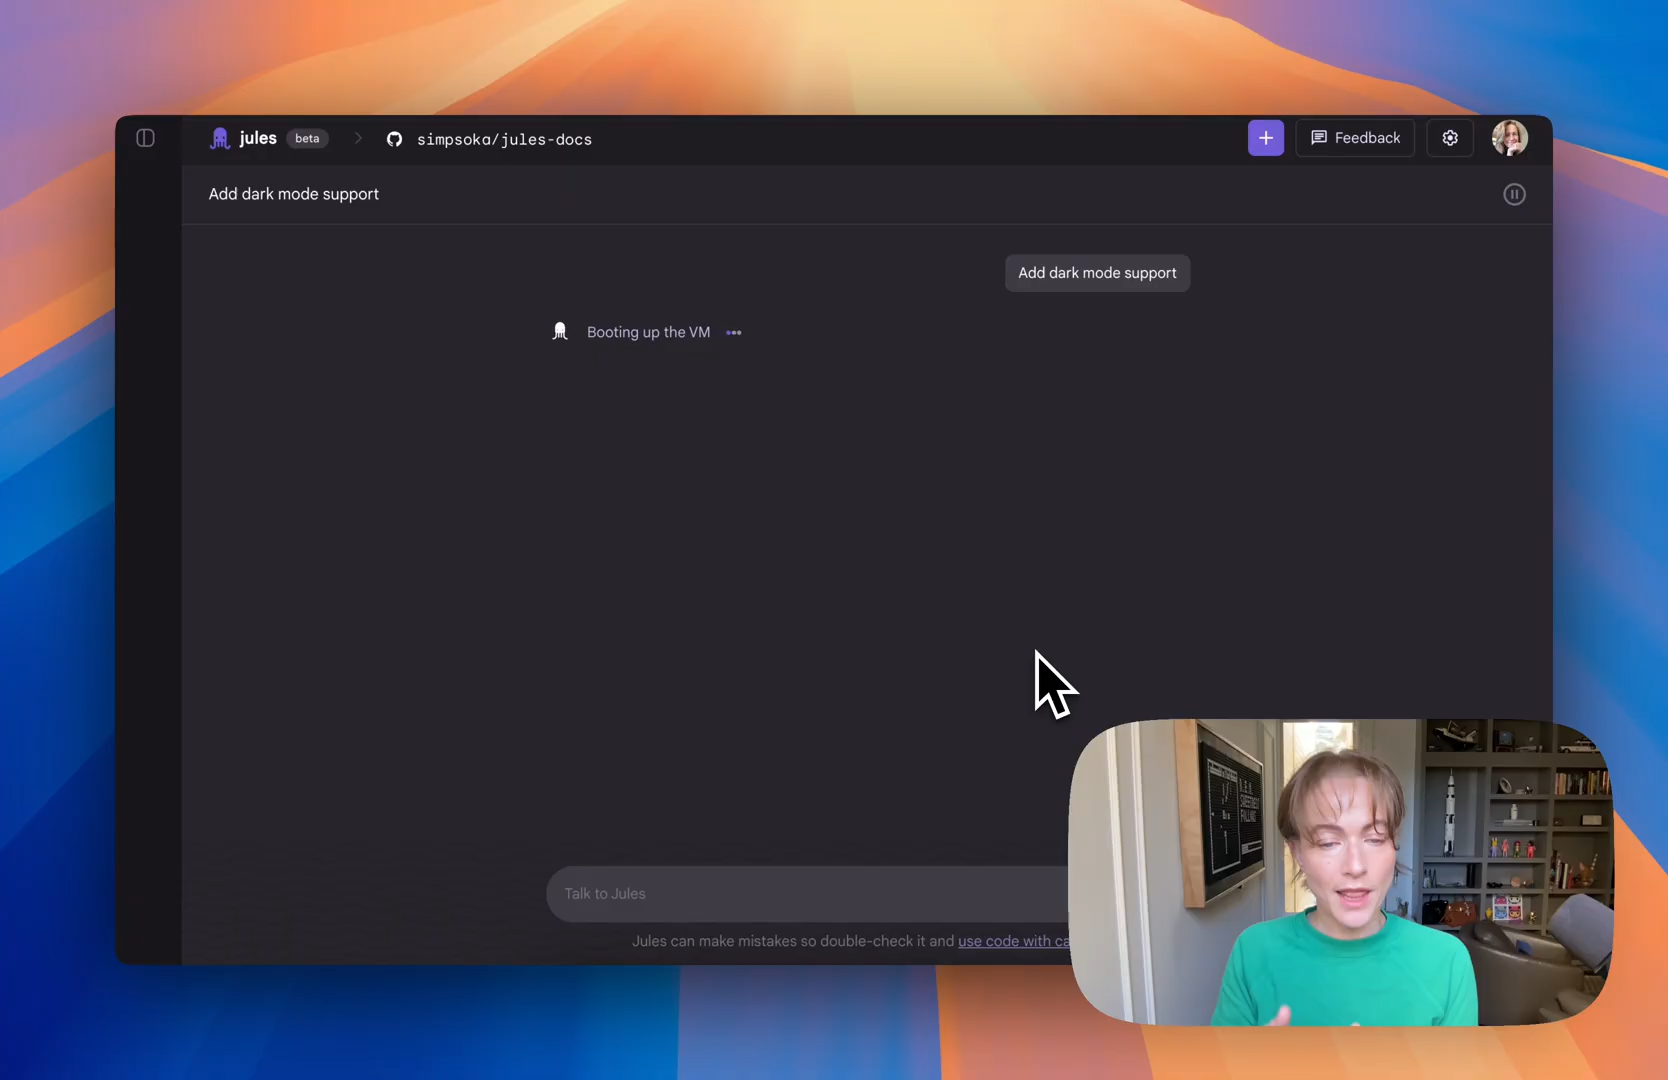 jules beta
simpsoka/jules-docs
Feedback
Add dark mode support
Add dark mode support
Booting up the VM
Talk to Jules
Jules can make mistakes so double-check it and use code with ca